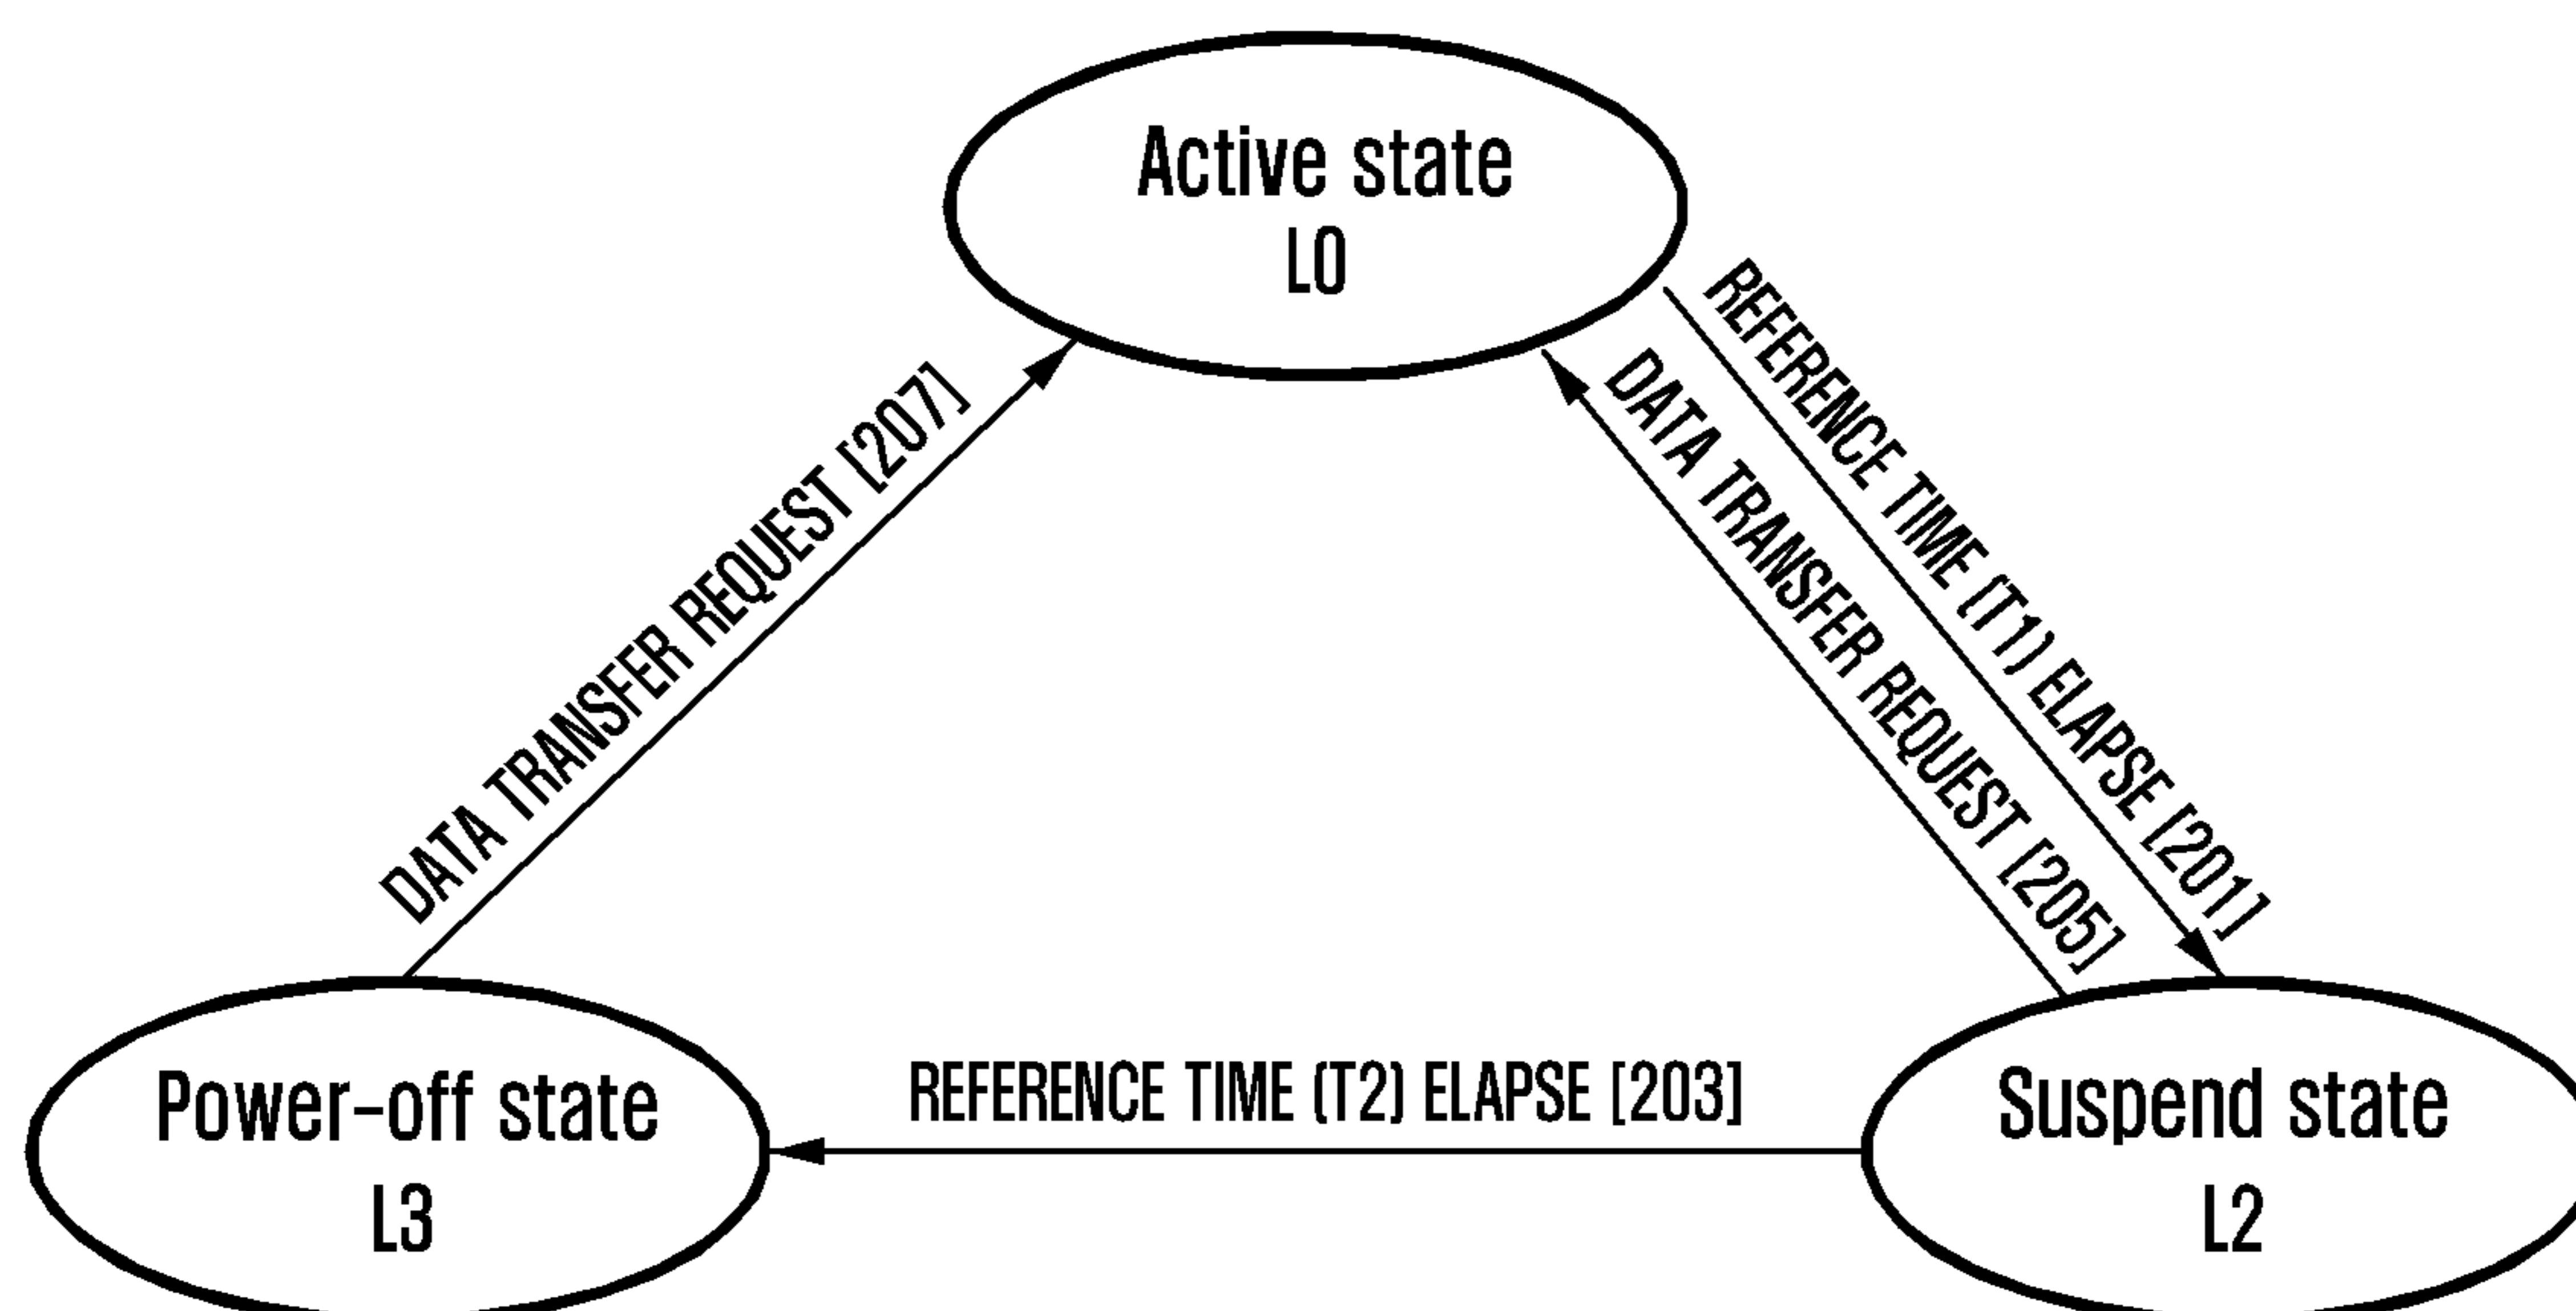 Active state
L0
REFERENCE TIME (T1) ELAPSE [201]
DATA TRANSFER REQUEST [205]
DATA TRANSFER REQUEST [207]
REFERENCE TIME (T2) ELAPSE [203]
Power-off state
L3
Suspend state
L2